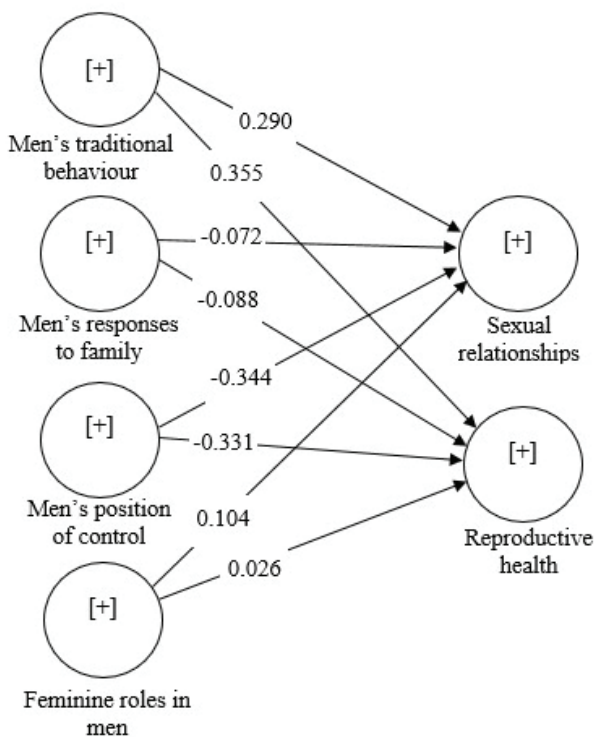 [+]
Men's traditional
behaviour
0.290
0.355
[+]
Men's responses
to family
-0.072
-0.088
[+]
Men's position
of control
-0.344
-0.331
[+]
Feminine roles in
men
0.104
0.026
[+]
Sexual
relationships
[+]
Reproductive
health